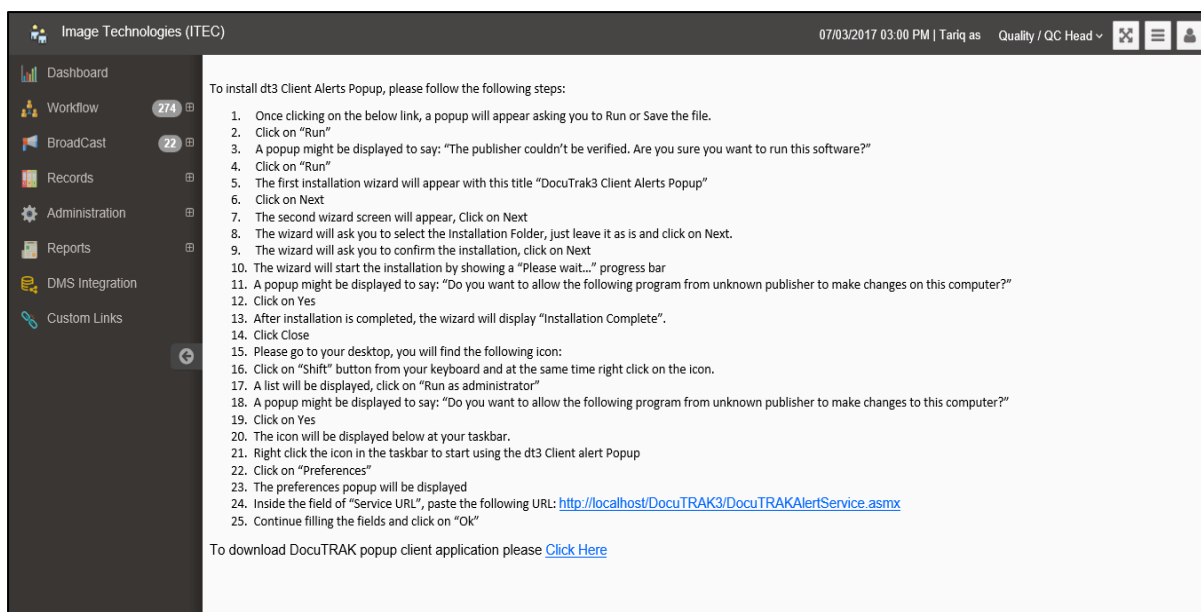 Image Technologies (ITEC)
07/03/2017 03:00 PM | Tariq as Quality / QC Head
Dashboard
Workflow 274
BroadCast 22
Records
Administration
Reports
DMS Integration
Custom Links
To install dt3 Client Alerts Popup, please follow the following steps:
1. Once clicking on the below link, a popup will appear asking you to Run or Save the file.
2. Click on “Run”
3. A popup might be displayed to say: “The publisher couldn’t be verified. Are you sure you want to run this software?”
4. Click on “Run”
5. The first installation wizard will appear with this title “DocuTrak3 Client Alerts Popup”
6. Click on Next
7. The second wizard screen will appear, Click on Next
8. The wizard will ask you to select the Installation Folder, just leave it as is and click on Next.
9. The wizard will ask you to confirm the installation, click on Next
10. The wizard will start the installation by showing a “Please wait…” progress bar
11. A popup might be displayed to say: “Do you want to allow the following program from unknown publisher to make changes on this computer?”
12. Click on Yes
13. After installation is completed, the wizard will display “Installation Complete”.
14. Click Close
15. Please go to your desktop, you will find the following icon:
16. Click on “Shift” button from your keyboard and at the same time right click on the icon.
17. A list will be displayed, click on “Run as administrator”
18. A popup might be displayed to say: “Do you want to allow the following program from unknown publisher to make changes to this computer?”
19. Click on Yes
20. The icon will be displayed below at your taskbar.
21. Right click the icon in the taskbar to start using the dt3 Client alert Popup
22. Click on “Preferences”
23. The preferences popup will be displayed
24. Inside the field of “Service URL”, paste the following URL: http://localhost/DocuTRAK3/DocuTRAKAlertService.asmx
25. Continue filling the fields and click on “Ok”
To download DocuTRAK popup client application please Click Here